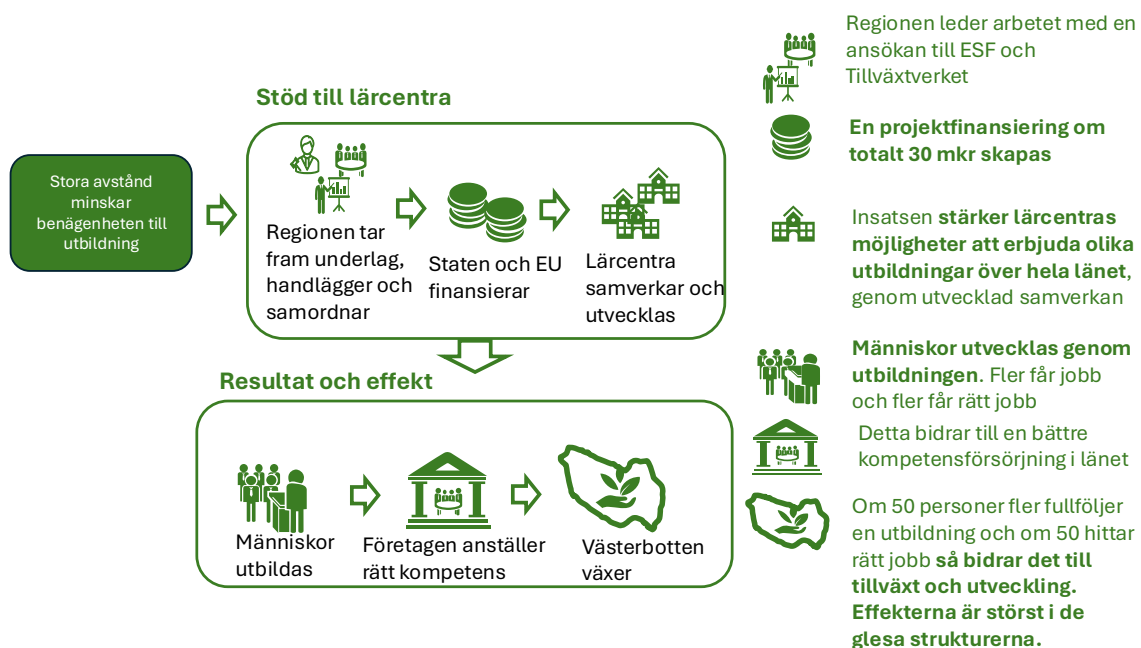 Stora avstånd
minskar
benägenheten till
utbildning
Stöd till lärcentra
Regionen tar
fram underlag,
handlägger och
samordnar
Staten och EU
finansierar
Lärcentra
samverkar och
utvecklas
Resultat och effekt
Människor
utbildas
Företagen anställer
rätt kompetens
Västerbotten
växer
Regionen leder arbetet med en
ansökan till ESF och
Tillväxtverket
En projektfinansiering om
totalt 30 mkr skapas
Insatsen stärker lärcentras
möjligheter att erbjuda olika
utbildningar över hela länet,
genom utvecklad samverkan
Människor utvecklas genom
utbildningen. Fler får jobb
och fler får rätt jobb
Detta bidrar till en bättre
kompetensförsörjning i länet
Om 50 personer fler fullföljer
en utbildning och om 50 hittar
rätt jobb så bidrar det till
tillväxt och utveckling.
Effekterna är störst i de
glesa strukturerna.